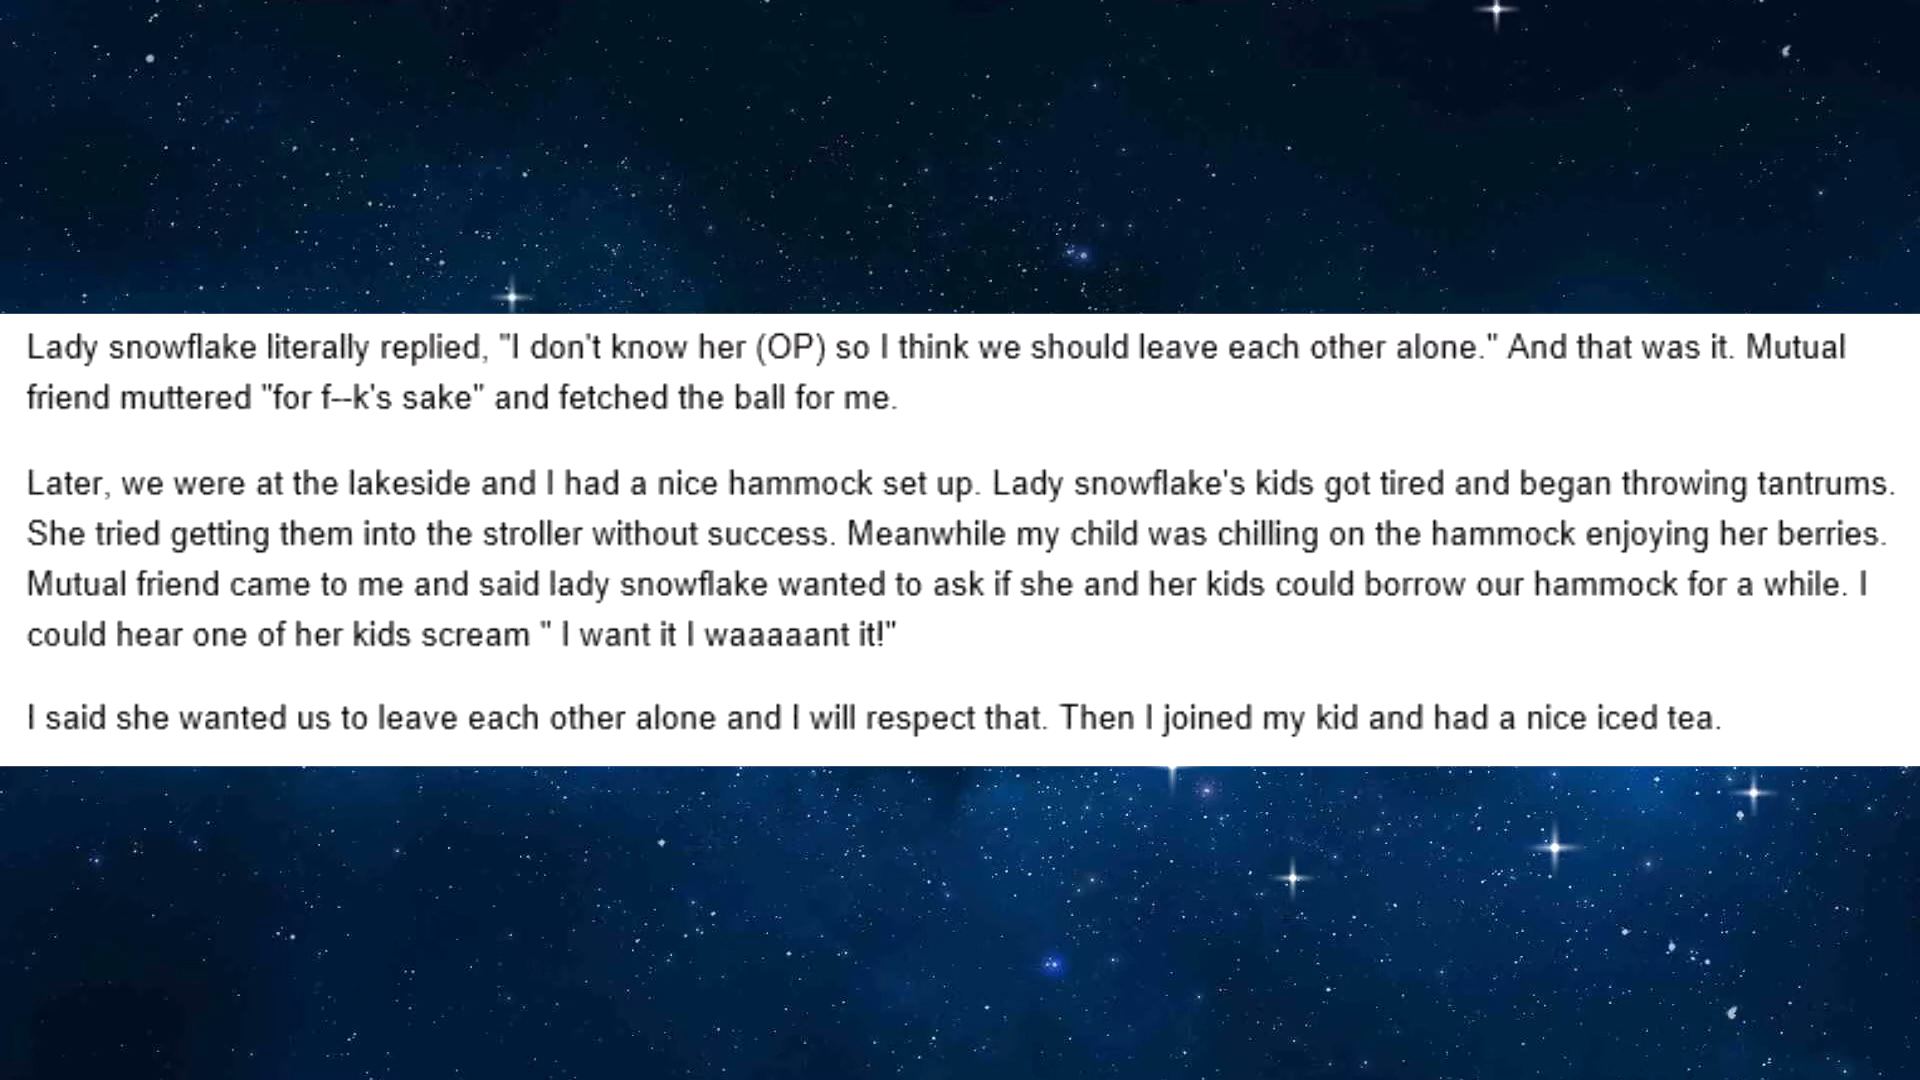 Lady snowflake literally replied, "I don't know her (OP) so I think we should leave each other alone." And that was it. Mutual
friend muttered "for f--k's sake" and fetched the ball for me.
Later, we were at the lakeside and I had a nice hammock set up. Lady snowflake's kids got tired and began throwing tantrums.
She tried getting them into the stroller without success. Meanwhile my child was chilling on the hammock enjoying her berries.
Mutual friend came to me and said lady snowflake wanted to ask if she and her kids could borrow our hammock for a while. I
could hear one of her kids scream " I want it I waaaaant it!"
I said she wanted us to leave each other alone and I will respect that. Then I joined my kid and had a nice iced tea.